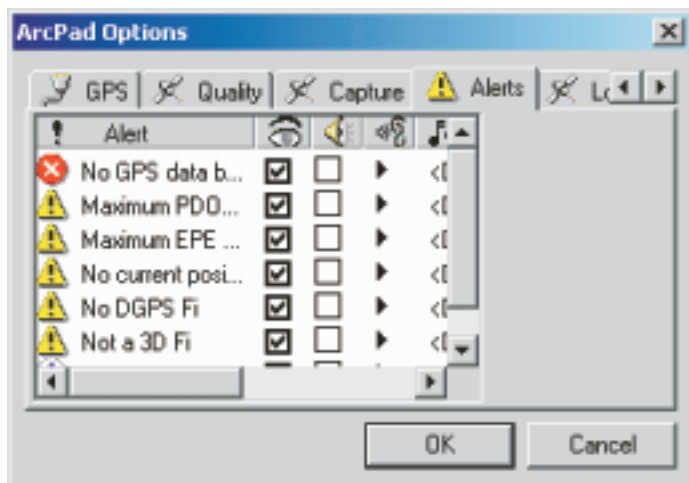 ArcPad Options
GPS Quality Capture Alerts
Alert
No GPS data b...
Maximum PDO...
Maximum EPE ...
No current posi...
No DGPS Fi
Not a 3D Fi
OK Cancel